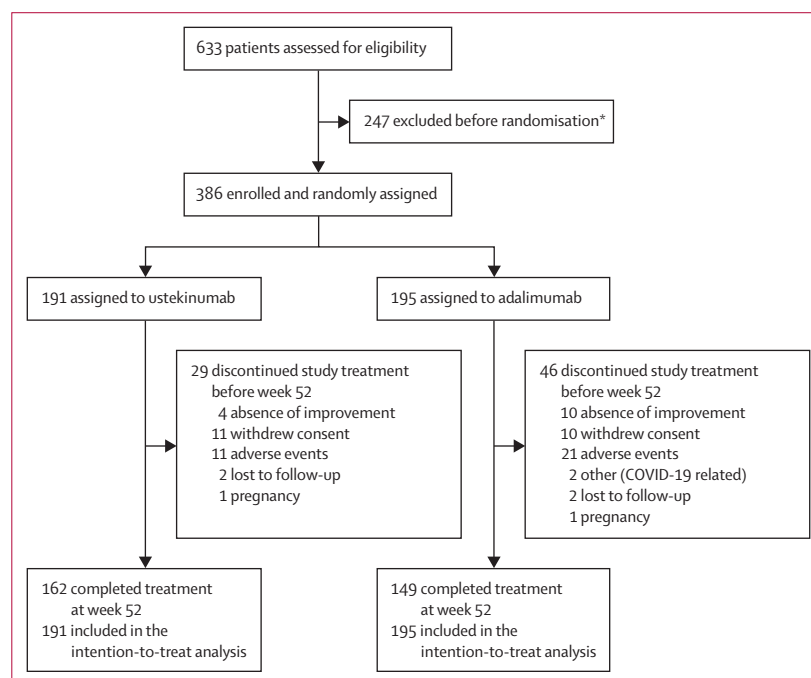 633 patients assessed for eligibility
247 excluded before randomisation*
386 enrolled and randomly assigned
191 assigned to ustekinumab
195 assigned to adalimumab
29 discontinued study treatment
before week 52
4 absence of improvement
11 withdrew consent
11 adverse events
2 lost to follow-up
1 pregnancy
46 discontinued study treatment
before week 52
10 absence of improvement
10 withdrew consent
21 adverse events
2 other (COVID-19 related)
2 lost to follow-up
1 pregnancy
162 completed treatment
at week 52
191 included in the
intention-to-treat analysis
149 completed treatment
at week 52
195 included in the
intention-to-treat analysis